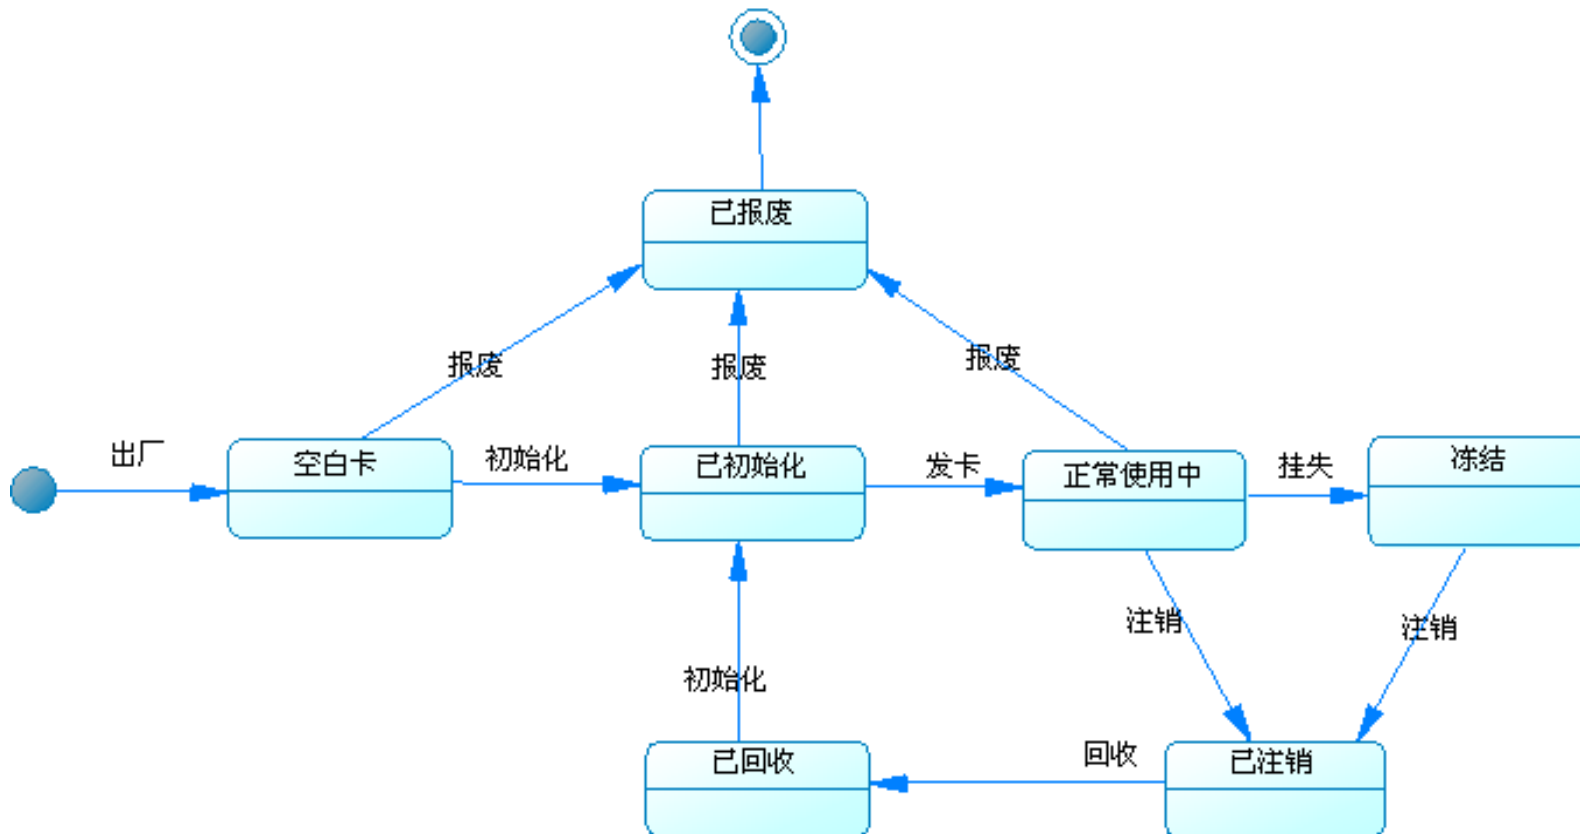 已报废
报废
报废
报废
出厂
空白卡
初始化
已初始化
发卡
正常使用中
挂失
冻结
注销
注销
初始化
已回收
回收
已注销